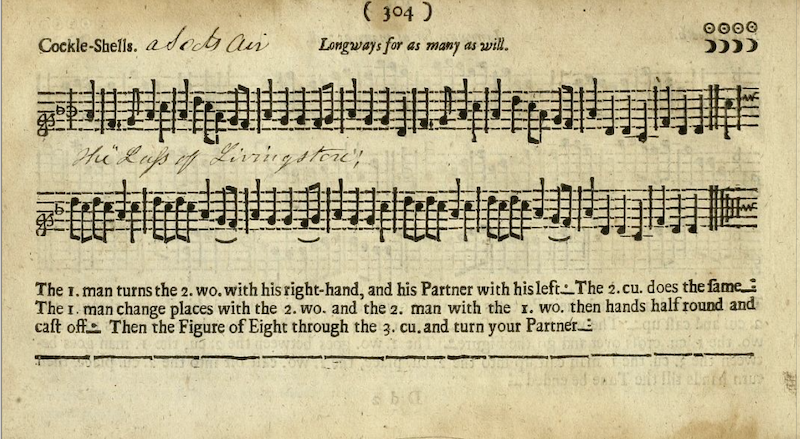 ( 304 )
Cockle-Shells. a Scots Air Longways for as many as will.
the Lass of Livingston;
The 1. man turns the 2. wo. with his right-hand, and his Partner with his left. The 2. cu. does the ſame
The 1. man change places with the 2. wo. and the 2. man with the 1. wo. then hands half round and
caſt off. Then the Figure of Eight through the 3. cu. and turn your Partner.